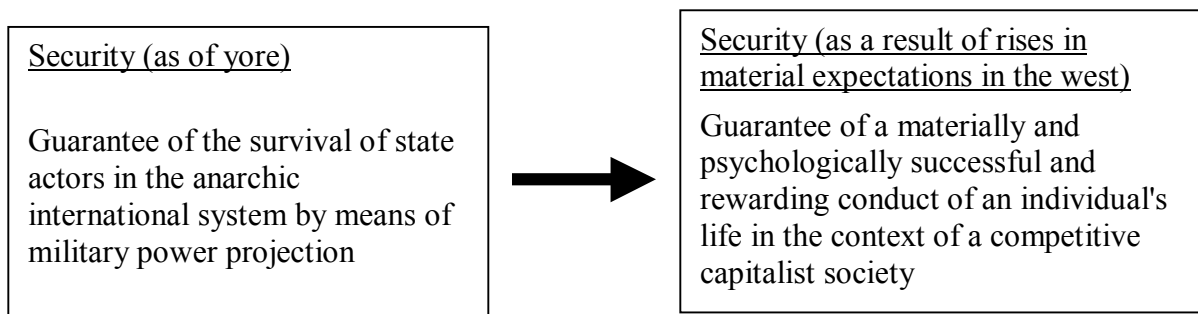 Security (as of yore)
Guarantee of the survival of state
actors in the anarchic
international system by means of
military power projection
Security (as a result of rises in
material expectations in the west)
Guarantee of a materially and
psychologically successful and
rewarding conduct of an individual's
life in the context of a competitive
capitalist society